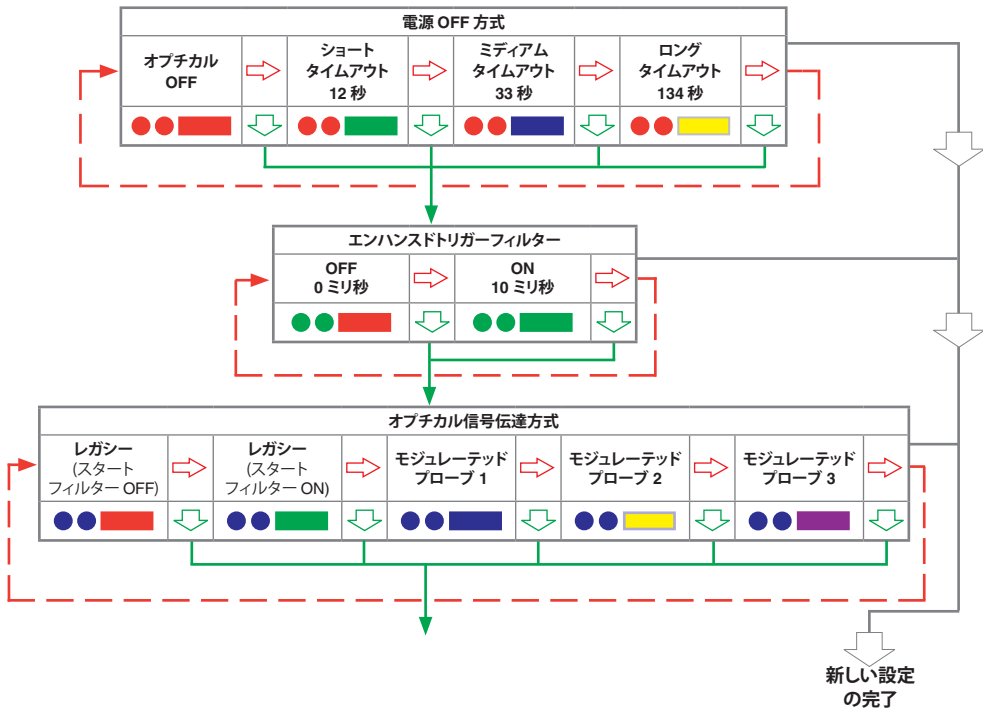 電源 OFF 方式
オプチカル
OFF
ショート
タイムアウト
12 秒
ミディアム
タイムアウト
33 秒
ロング
タイムアウト
134 秒
エンハンスドトリガーフィルター
OFF
0 ミリ秒
ON
10 ミリ秒
オプチカル信号伝達方式
レガシー
(スタート
フィルター OFF)
レガシー
(スタート
フィルター ON)
モジュレーテッド
プローブ 1
モジュレーテッド
プローブ 2
モジュレーテッド
プローブ 3
新しい設定
の完了